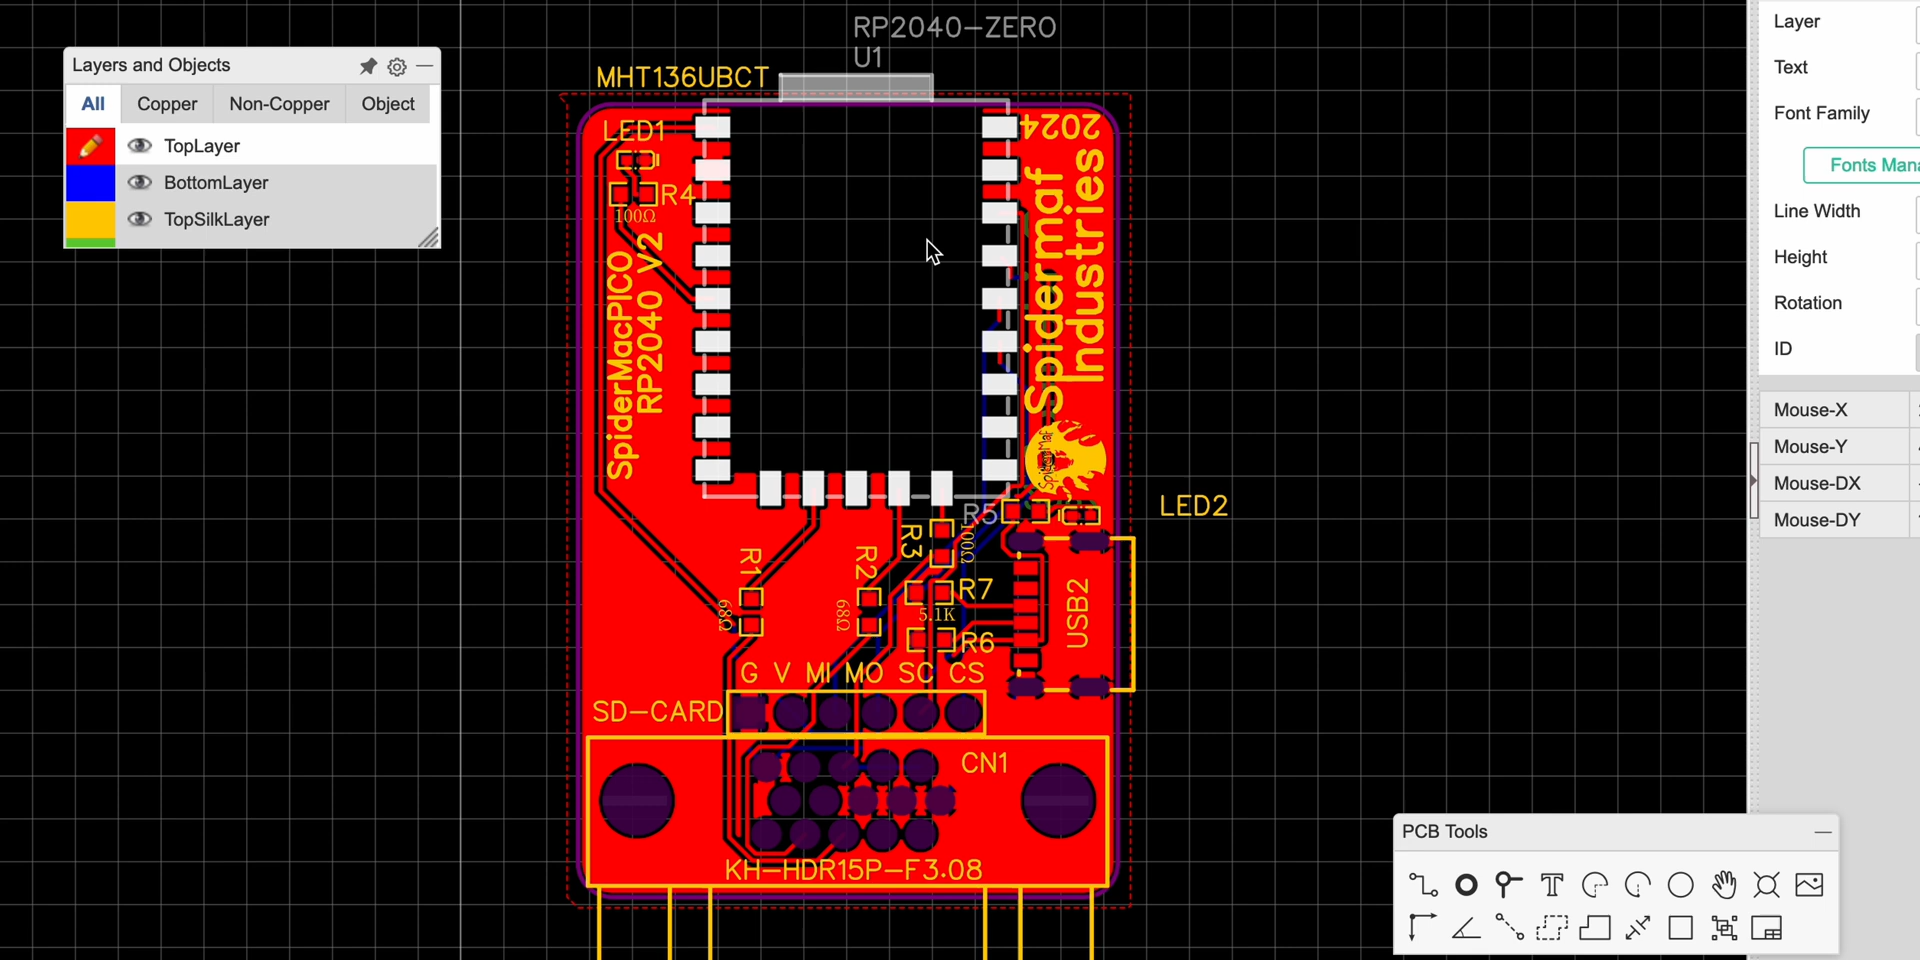 RP2040-ZERO
U1
Layers and Objects
All
Copper
Non-Copper
Object
TopLayer
BottomLayer
TopSilkLayer
MHT136UBCT
LED1
R4
100Ω
SpiderMacPICO
RP2040 V2
2024
Spidermaf
Industries
SpiderMaf
LED2
R5
R3
100Ω
R1
68Ω
R2
68Ω
R7
5.1K
R6
USB2
G V MI MO SC CS
SD-CARD
CN1
KH-HDR15P-F3.08
Layer
Text
Font Family
Fonts Mana
Line Width
Height
Rotation
ID
Mouse-X
Mouse-Y
Mouse-DX
Mouse-DY
PCB Tools